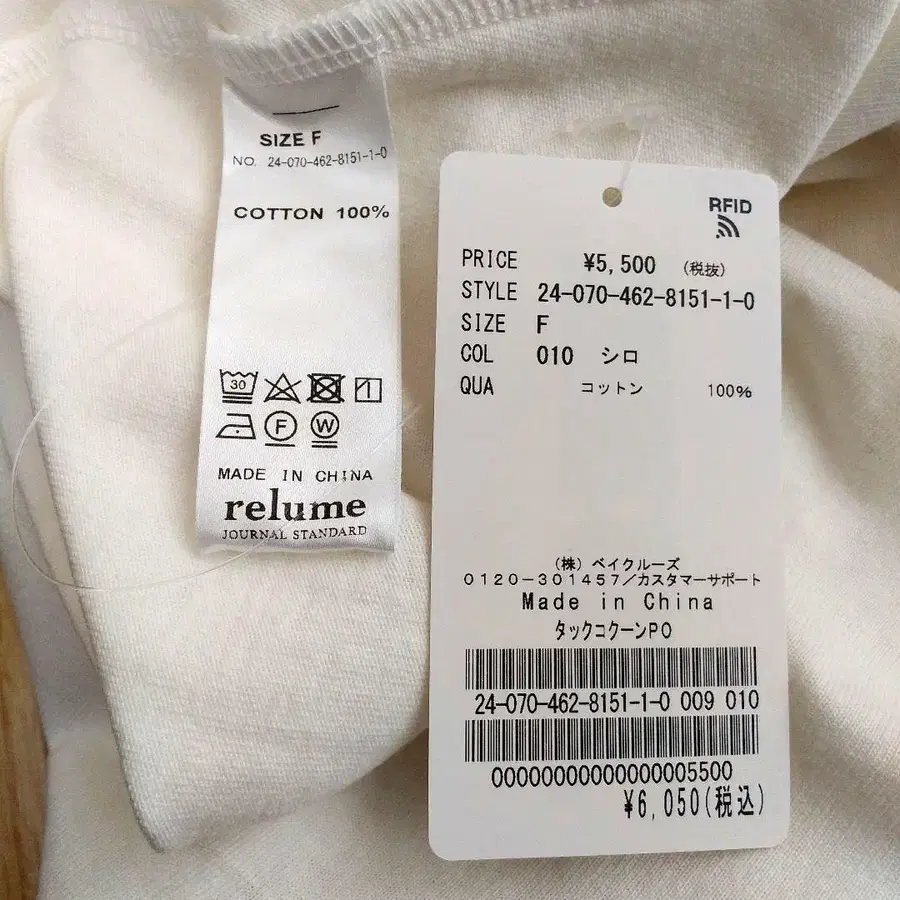 SIZE F
NO. 24-070-462-8151-1-0
COTTON 100%
30
F
W
MADE IN CHINA
relume
JOURNAL STANDARD
RFID
PRICE ¥5,500 (税抜)
STYLE 24-070-462-8151-1-0
SIZE F
COL 010 シロ
QUA コットン 100%
(株) ベイクルーズ
0120-301457/カスタマーサポート
Made in China
タックコクーンPO
24-070-462-8151-1-0 009 010
00000000000000005500
¥6,050(税込)